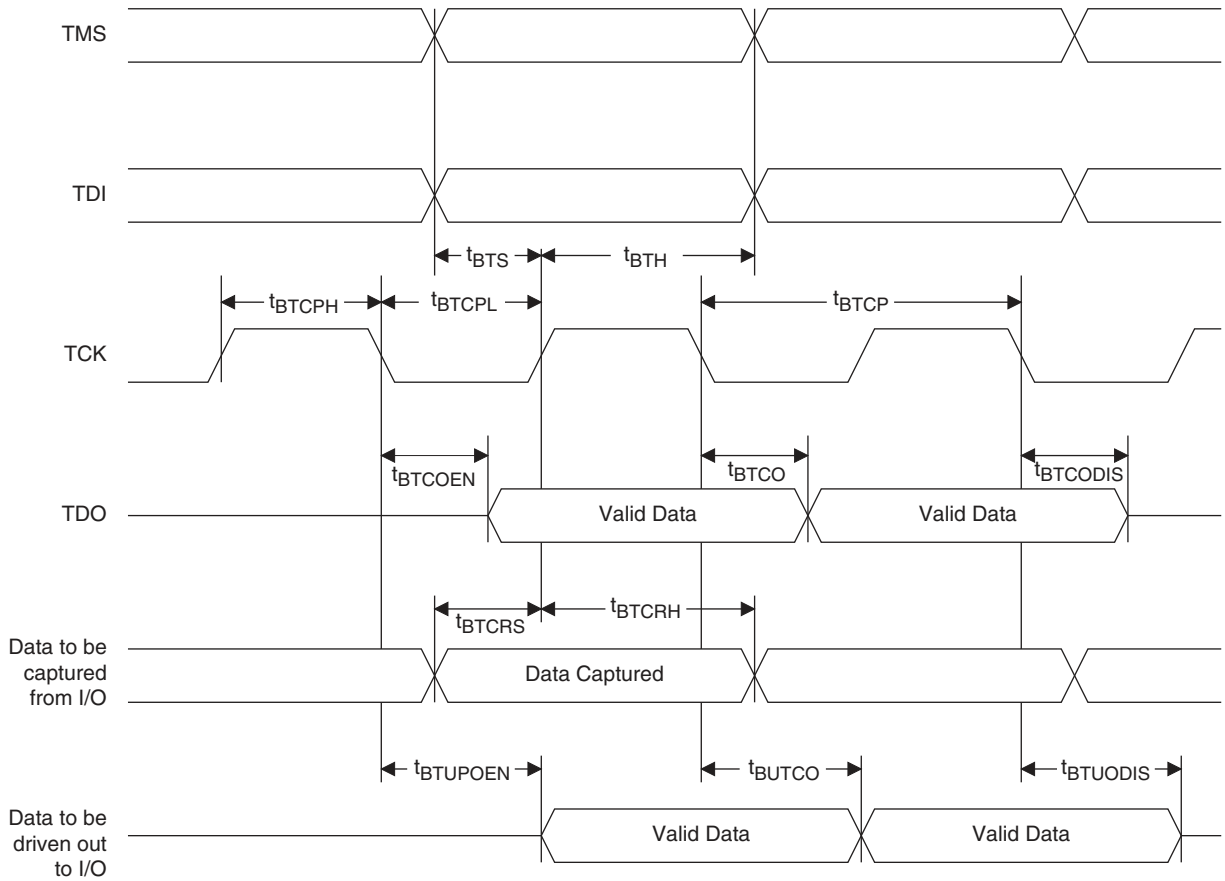 TMS
TDI
tBTS
tBTH
tBTCPH
tBTCPL
tBTCP
TCK
tBTCOEN
tBTCO
tBTCODIS
TDO
Valid Data
Valid Data
tBTCRS
tBTCRH
Data to be
captured
from I/O
Data Captured
tBTUPOEN
tBUTCO
tBTUODIS
Data to be
driven out
to I/O
Valid Data
Valid Data